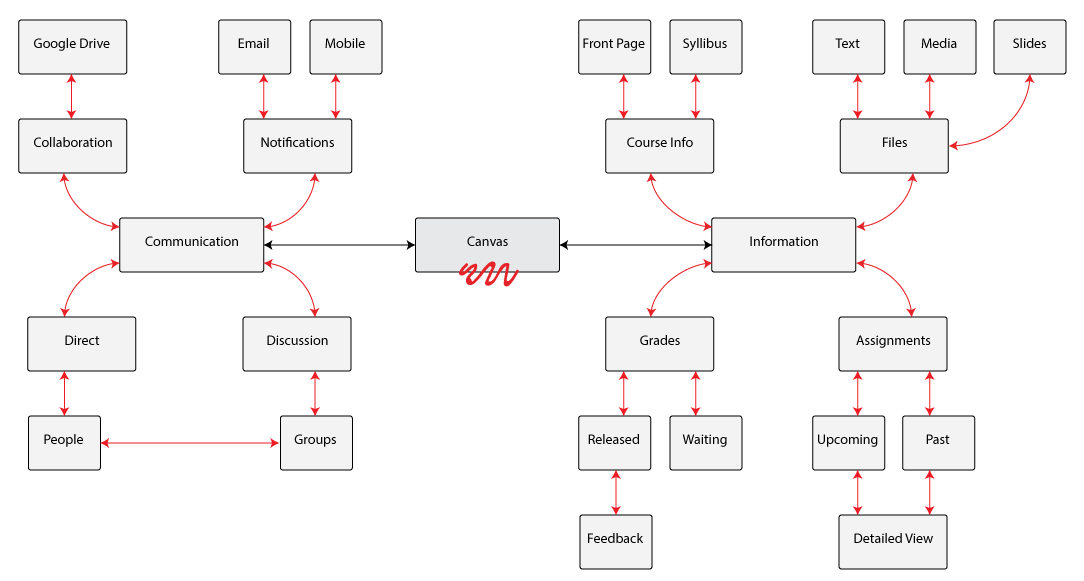 Google Drive
Email
Mobile
Front Page
Syllibus
Text
Media
Slides
Collaboration
Notifications
Course Info
Files
Communication
Canvas
Information
Direct
Discussion
Grades
Assignments
People
Groups
Released
Waiting
Upcoming
Past
Feedback
Detailed View